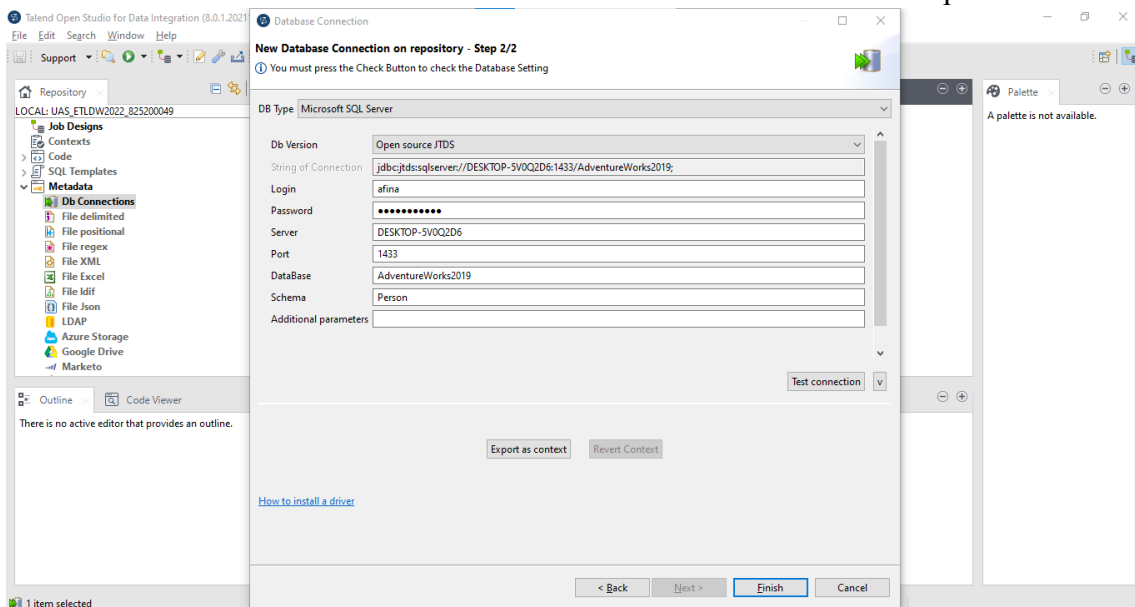 Talend Open Studio for Data Integration (8.0.1.2021
File Edit Search Window Help
Support
Repository
LOCAL: UAS_ETLDW2022_825200049
Job Designs
Contexts
Code
SQL Templates
Metadata
Db Connections
File delimited
File positional
File regex
File XML
File Excel
File ldif
File Json
LDAP
Azure Storage
Google Drive
Marketo
Outline
Code Viewer
There is no active editor that provides an outline.
1 item selected
Database Connection
New Database Connection on repository - Step 2/2
You must press the Check Button to check the Database Setting
DB Type Microsoft SQL Server
Db Version Open source JTDS
String of Connection jdbc:jtds:sqlserver://DESKTOP-5V0Q2D6:1433/AdventureWorks2019;
Login afina
Password ●●●●●●●●●●●
Server DESKTOP-5V0Q2D6
Port 1433
DataBase AdventureWorks2019
Schema Person
Additional parameters
Test connection v
Export as context Revert Context
How to install a driver
< Back Next > Finish Cancel
Palette
A palette is not available.